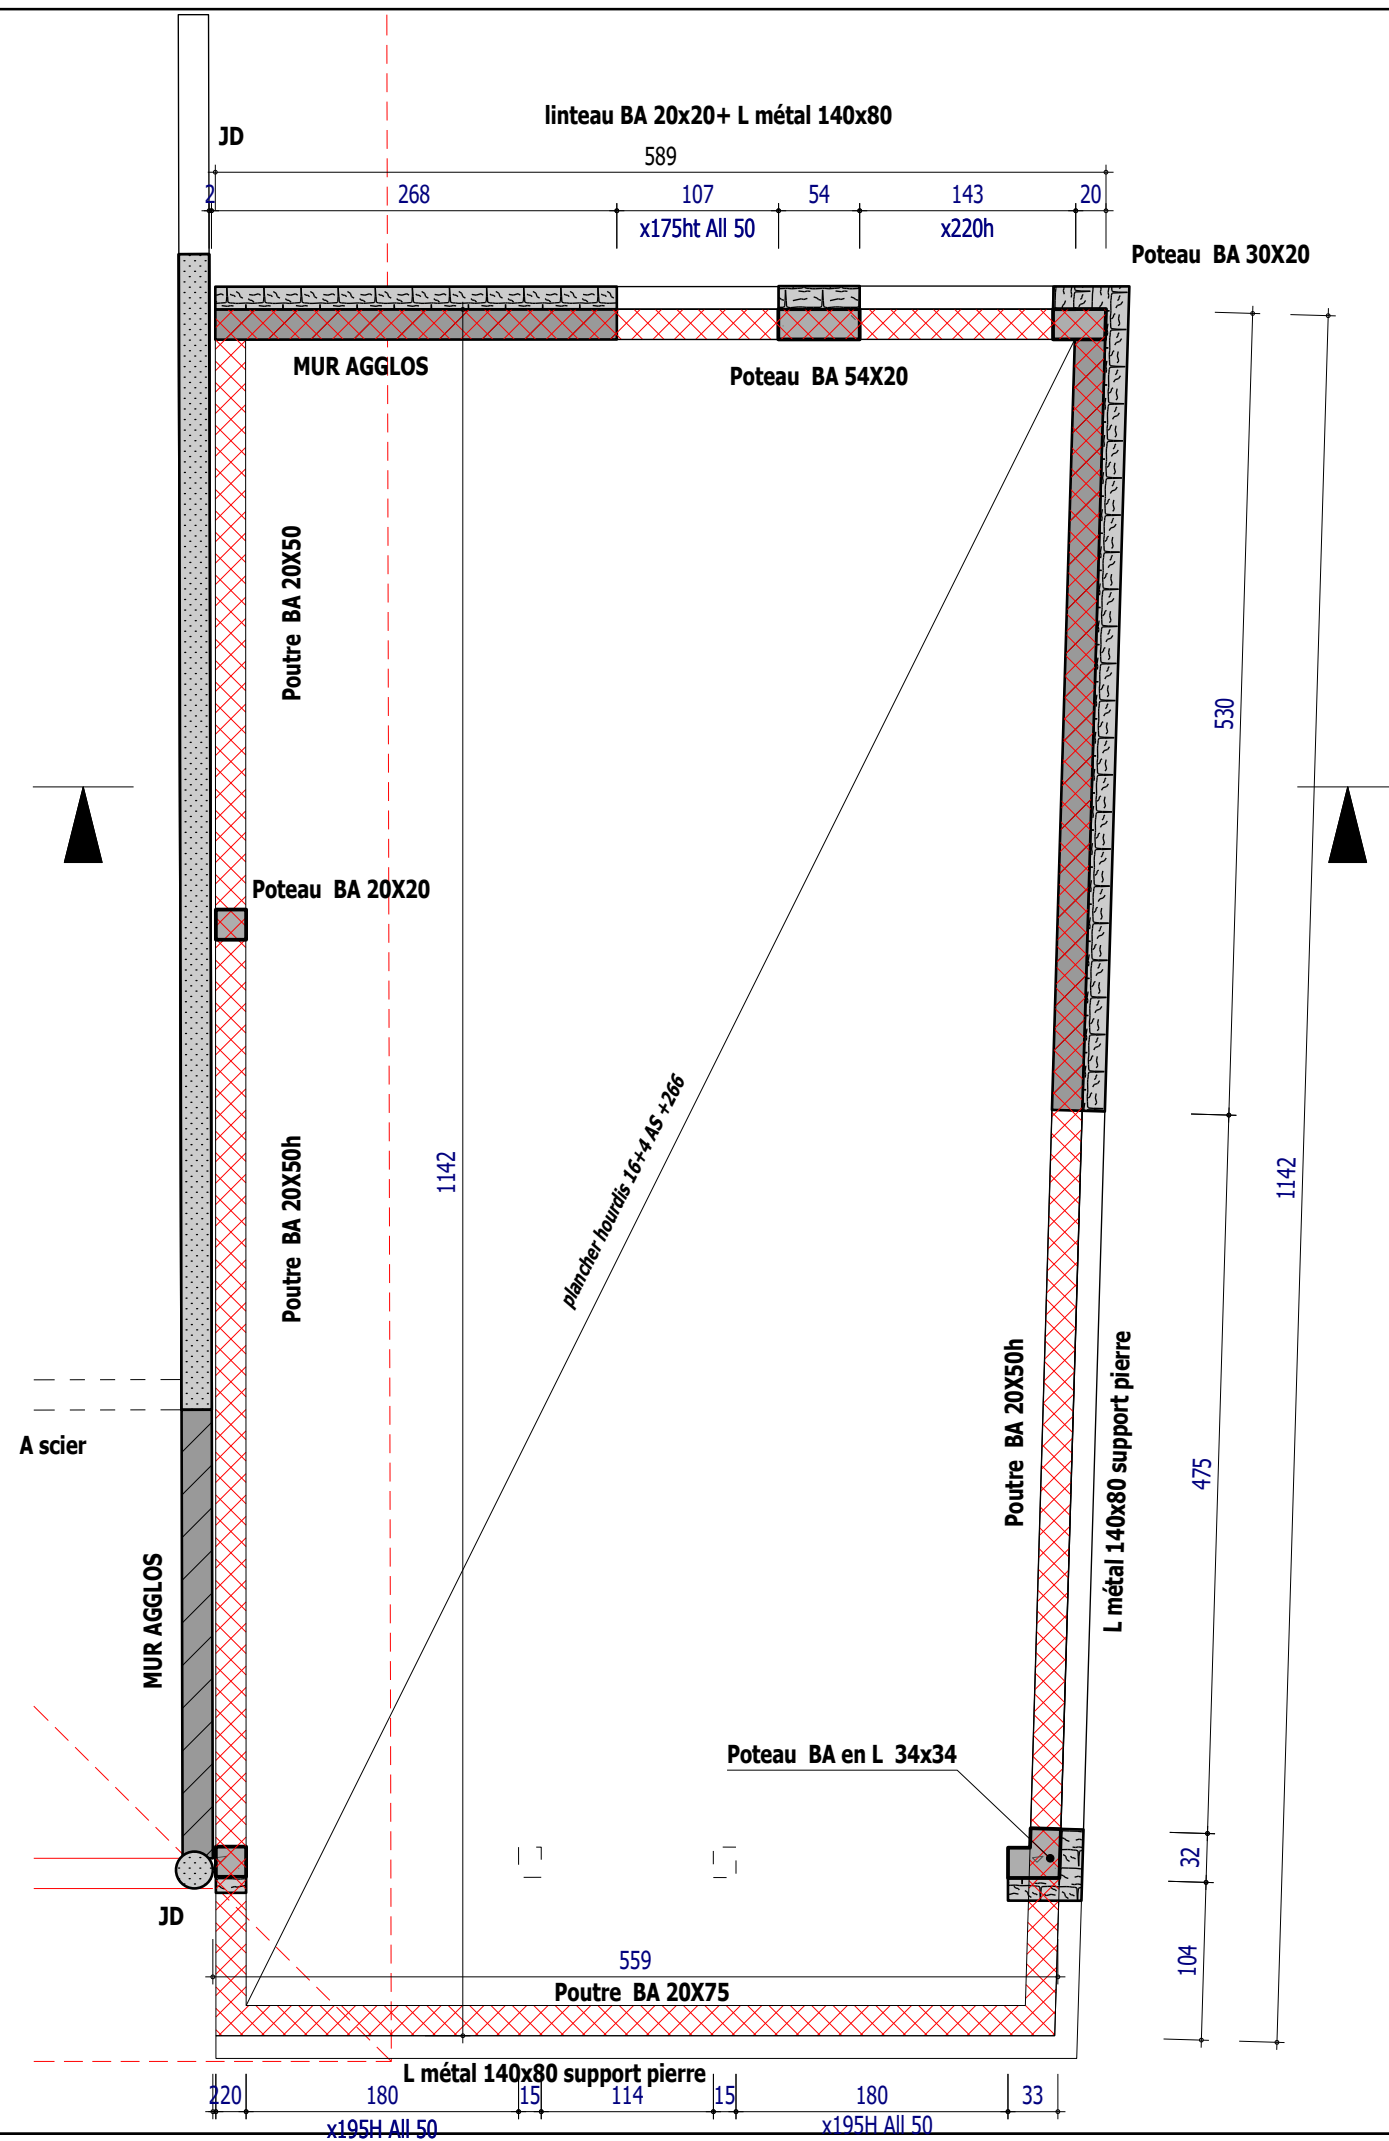 linteau BA 20x20+ L métal 140x80
JD
589
2 268 107 54 143 20
x175ht All 50 x220h
Poteau BA 30X20
MUR AGGLOS
Poteau BA 54X20
Poutre BA 20X50
530
Poteau BA 20X20
plancher hourdis 16+4 AS +266
1142
1142
Poutre BA 20X50h
Poutre BA 20X50h
L métal 140x80 support pierre
A scier
475
MUR AGGLOS
Poteau BA en L 34x34
32
JD
104
559
Poutre BA 20X75
L métal 140x80 support pierre
220 180 15 114 15 180 33
x195H All 50 x195H All 50